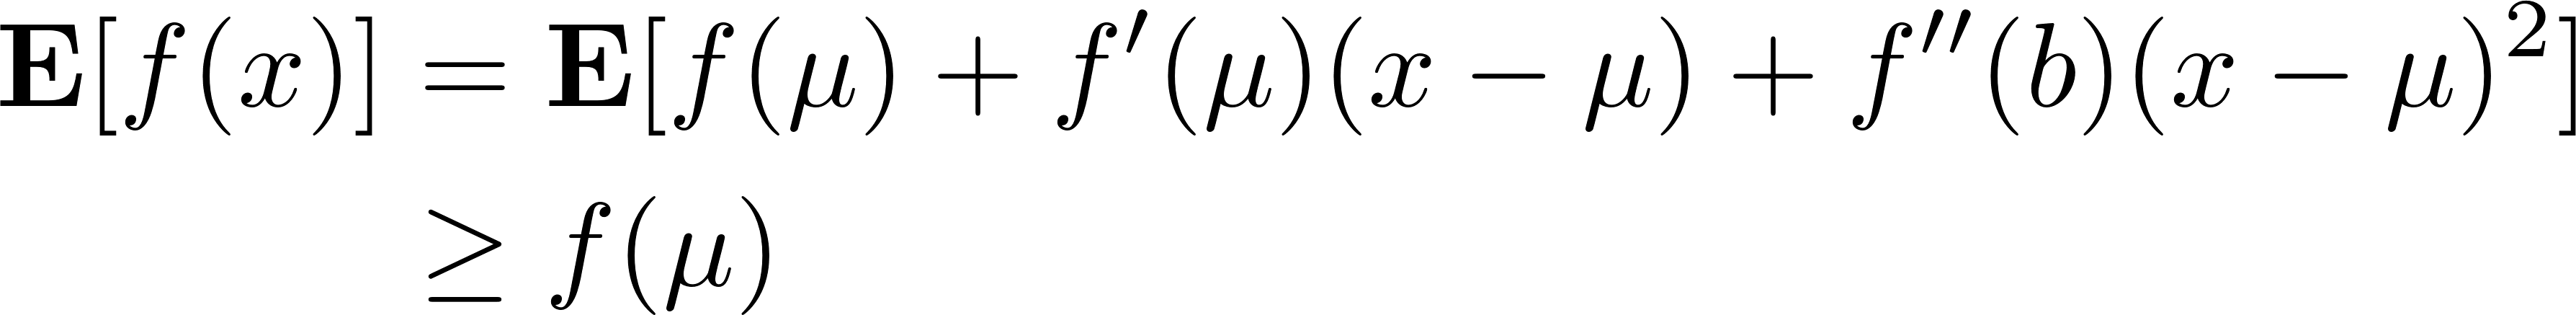 E[f(x)] = E[f(μ) + f′(μ)(x − μ) + f′′(b)(x − μ)²]
≥ f(μ)